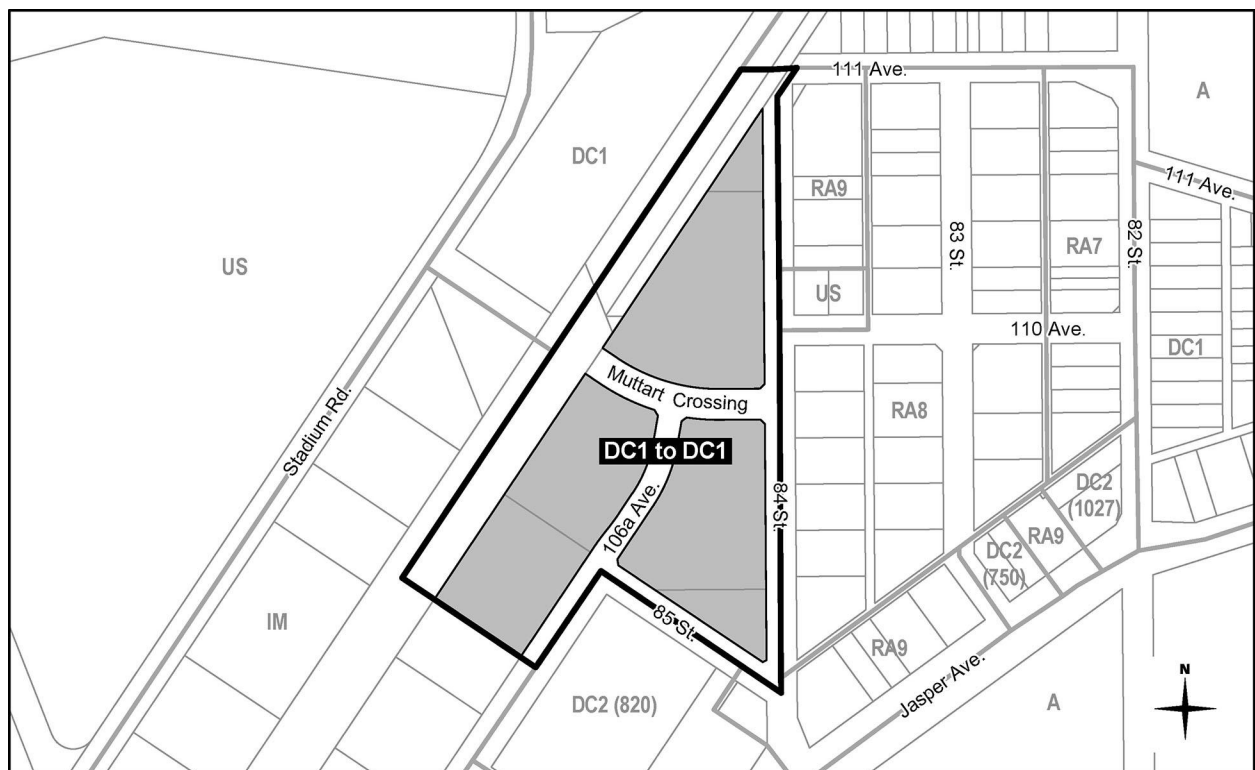 111 Ave.
A
DC1
111 Ave.
RA9
83 St.
RA7
82 St.
US
US
110 Ave.
DC1
Muttart Crossing
Stadium Rd.
RA8
DC1 to DC1
84 St.
106a Ave.
DC2
(1027)
RA9
DC2
(750)
IM
85 St.
RA9
Jasper Ave.
DC2 (820)
A
N